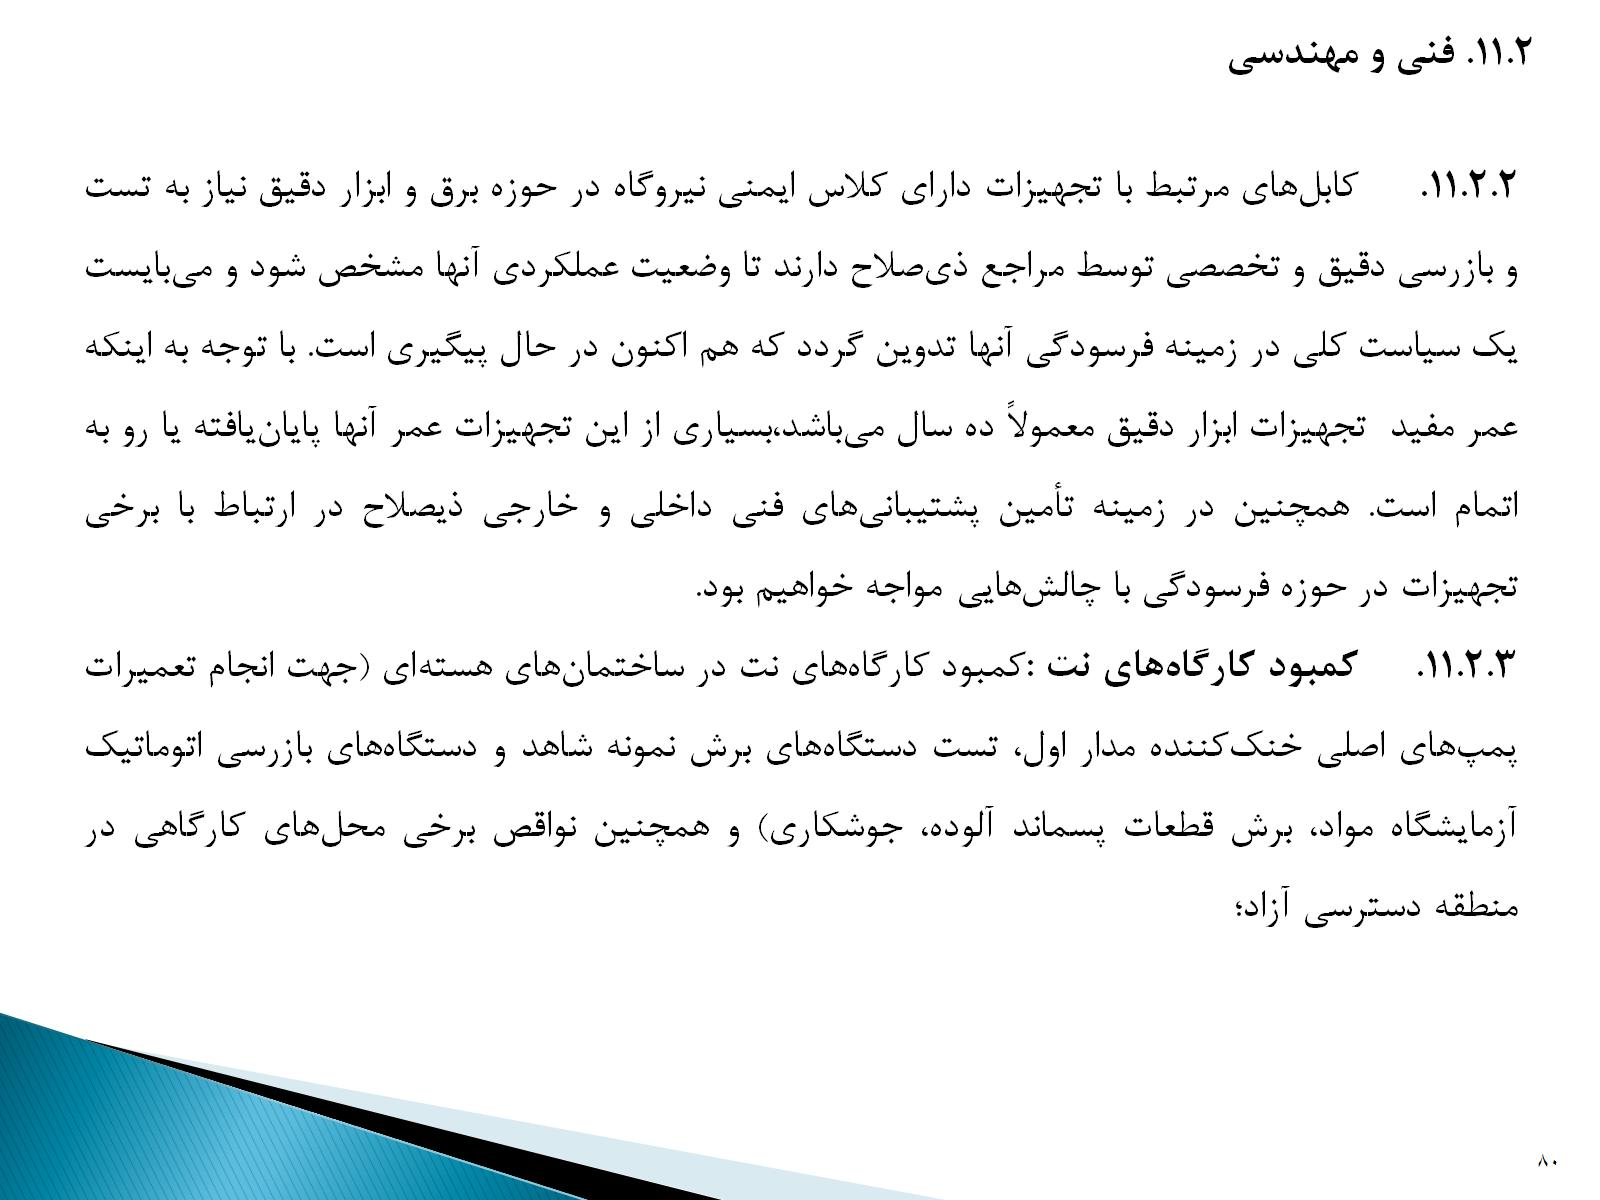 ۱۱.۲. فنی و مهندسی
۱۱.۲.۲. کابل‌های مرتبط با تجهیزات دارای کلاس ایمنی نیروگاه در حوزه برق و ابزار دقیق نیاز به تست
و بازرسی دقیق و تخصصی توسط مراجع ذی‌صلاح دارند تا وضعیت عملکردی آنها مشخص شود و می‌بایست
یک سیاست کلی در زمینه فرسودگی آنها تدوین گردد که هم اکنون در حال پیگیری است. با توجه به اینکه
عمر مفید تجهیزات ابزار دقیق معمولاً ده سال می‌باشد،بسیاری از این تجهیزات عمر آنها پایان‌یافته یا رو به
اتمام است. همچنین در زمینه تأمین پشتیبانی‌های فنی داخلی و خارجی ذیصلاح در ارتباط با برخی
تجهیزات در حوزه فرسودگی با چالش‌هایی مواجه خواهیم بود.
۱۱.۲.۳. کمبود کارگاه‌های نت :کمبود کارگاه‌های نت در ساختمان‌های هسته‌ای (جهت انجام تعمیرات
پمپ‌های اصلی خنک‌کننده مدار اول، تست دستگاه‌های برش نمونه شاهد و دستگاه‌های بازرسی اتوماتیک
آزمایشگاه مواد، برش قطعات پسماند آلوده، جوشکاری) و همچنین نواقص برخی محل‌های کارگاهی در
منطقه دسترسی آزاد؛
۸۰